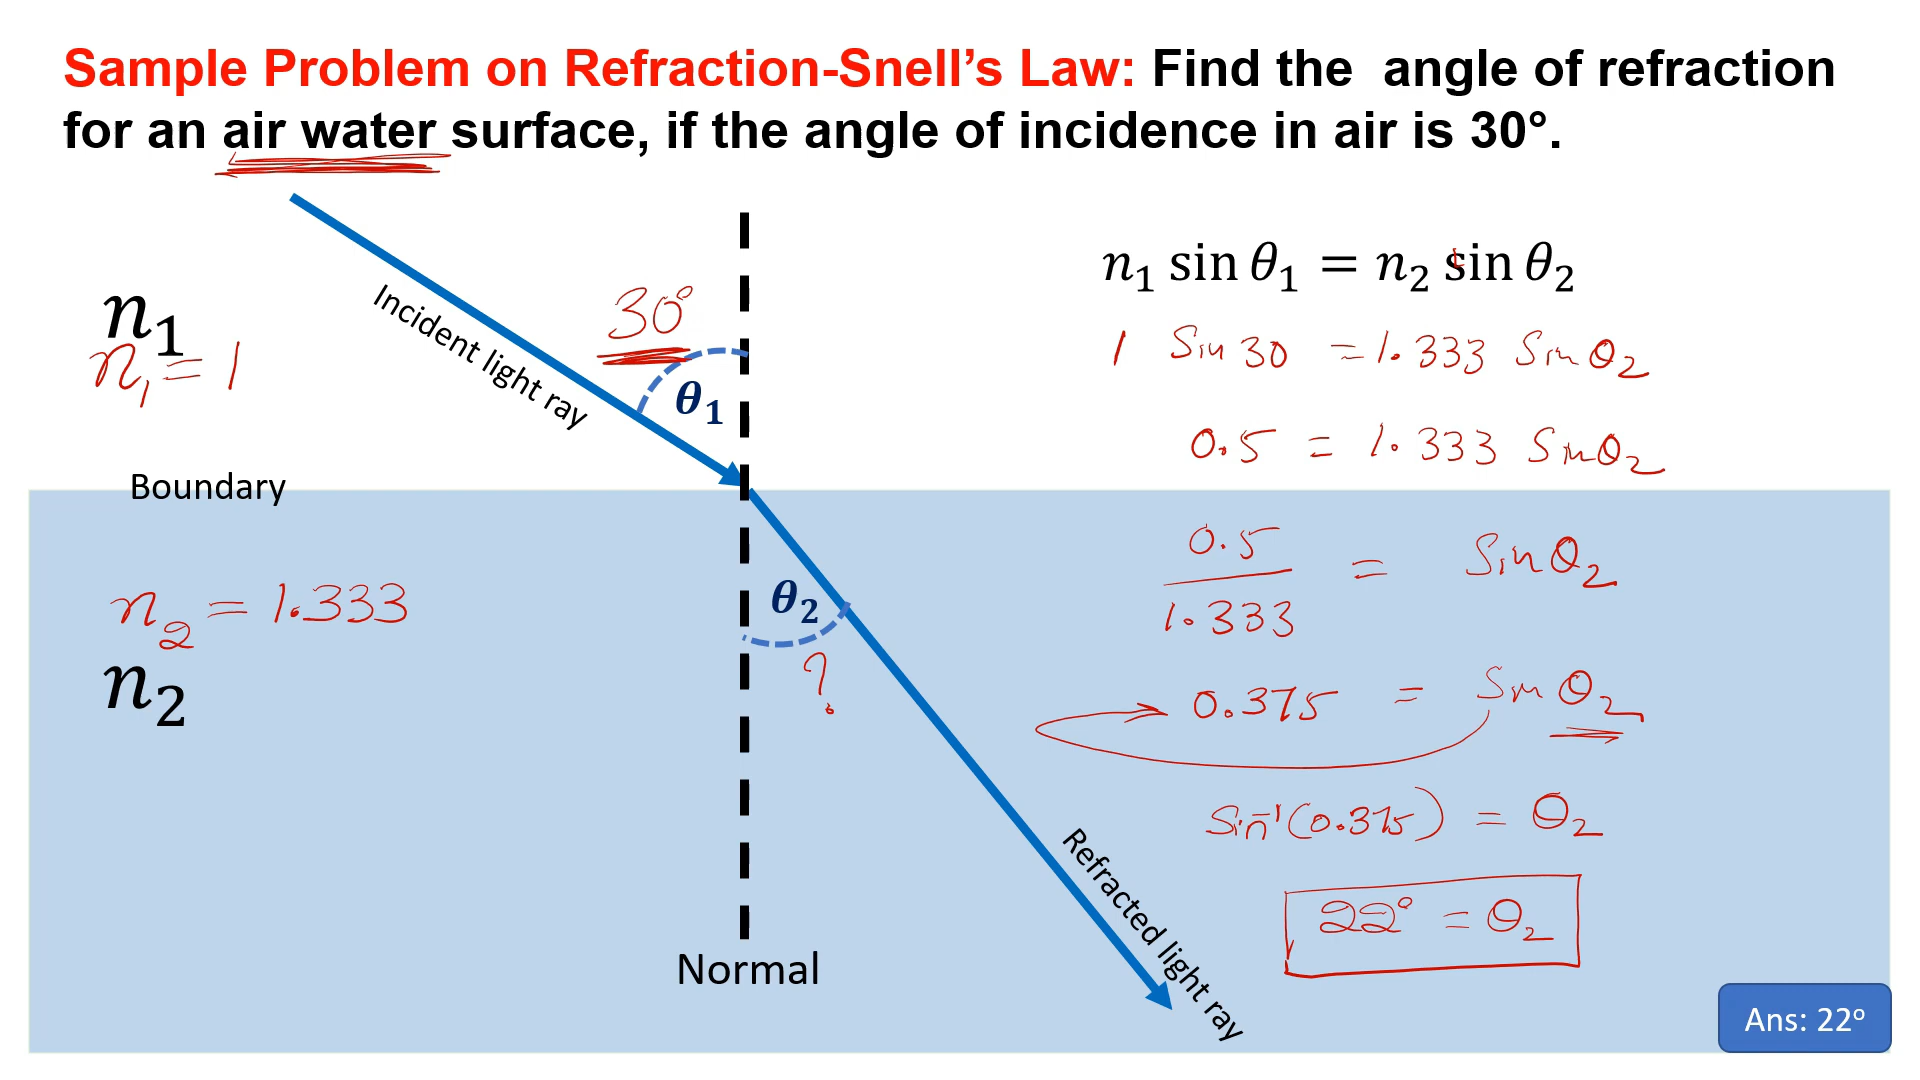 Sample Problem on Refraction-Snell’s Law: Find the angle of refraction
for an air water surface, if the angle of incidence in air is 30°.
n₁
n₁ = 1
Incident light ray
30°
θ₁
Boundary
n₂ = 1.333
n₂
θ₂
?
Normal
Refracted light ray
n₁ sin θ₁ = n₂ sin θ₂
1 Sin 30 = 1.333 Sin θ₂
0.5 = 1.333 Sin θ₂
0.5
1.333
= Sin θ₂
0.375 = Sin θ₂
Sin⁻¹(0.375) = θ₂
22° = θ₂
Ans: 22ᵒ